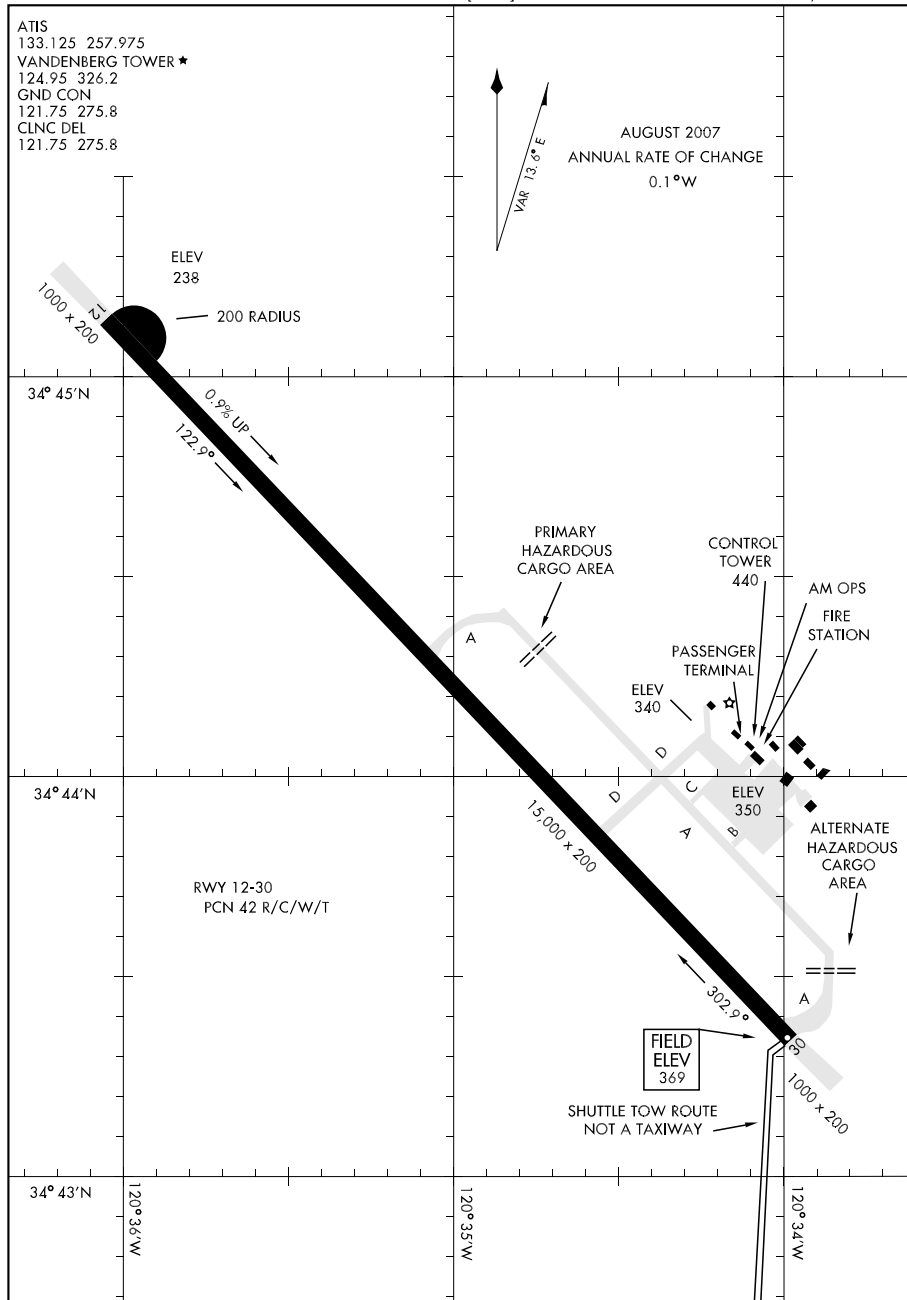 ATIS
133.125 257.975
VANDENBERG TOWER ★
124.95 326.2
GND CON
121.75 275.8
CLNC DEL
121.75 275.8
VAR 13.6° E
AUGUST 2007
ANNUAL RATE OF CHANGE
0.1°W
ELEV
238
1000 x 200
12
200 RADIUS
34° 45'N
0.9% UP
122.9°
PRIMARY
HAZARDOUS
CARGO AREA
CONTROL
TOWER
440
AM OPS
FIRE
STATION
PASSENGER
TERMINAL
A
ELEV
340
D
D
C
A
B
ELEV
350
34° 44'N
15,000 x 200
ALTERNATE
HAZARDOUS
CARGO
AREA
RWY 12-30
PCN 42 R/C/W/T
302.9°
A
FIELD
ELEV
369
30
1000 x 200
SHUTTLE TOW ROUTE
NOT A TAXIWAY
34° 43'N
120° 36'W
120° 35'W
120° 34'W